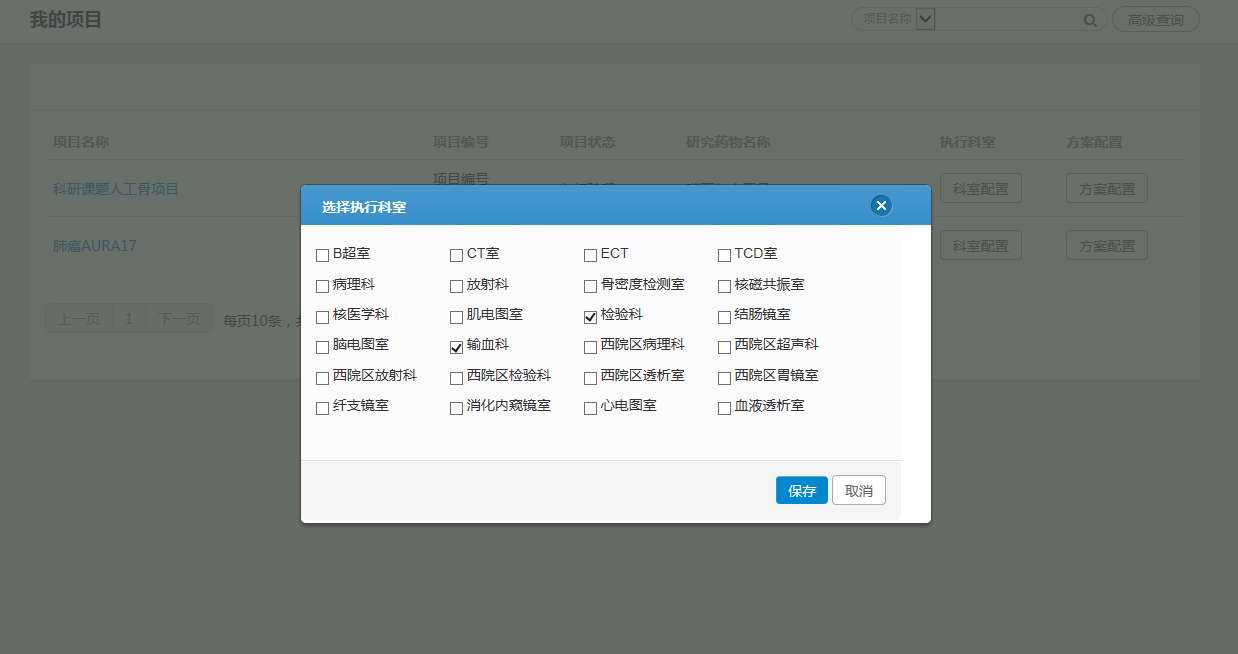 我的项目
项目名称
高级查询
项目名称 项目编号 项目状态 研究药物名称 执行科室 方案配置
项目编号
科研课题人工骨项目 科室配置 方案配置
肺癌AURA17 科室配置 方案配置
上一页 1 下一页 每页10条，
选择执行科室
B超室 CT室 ECT TCD室
病理科 放射科 骨密度检测室 核磁共振室
核医学科 肌电图室 检验科 结肠镜室
脑电图室 输血科 西院区病理科 西院区超声科
西院区放射科 西院区检验科 西院区透析室 西院区胃镜室
纤支镜室 消化内窥镜室 心电图室 血液透析室
保存 取消